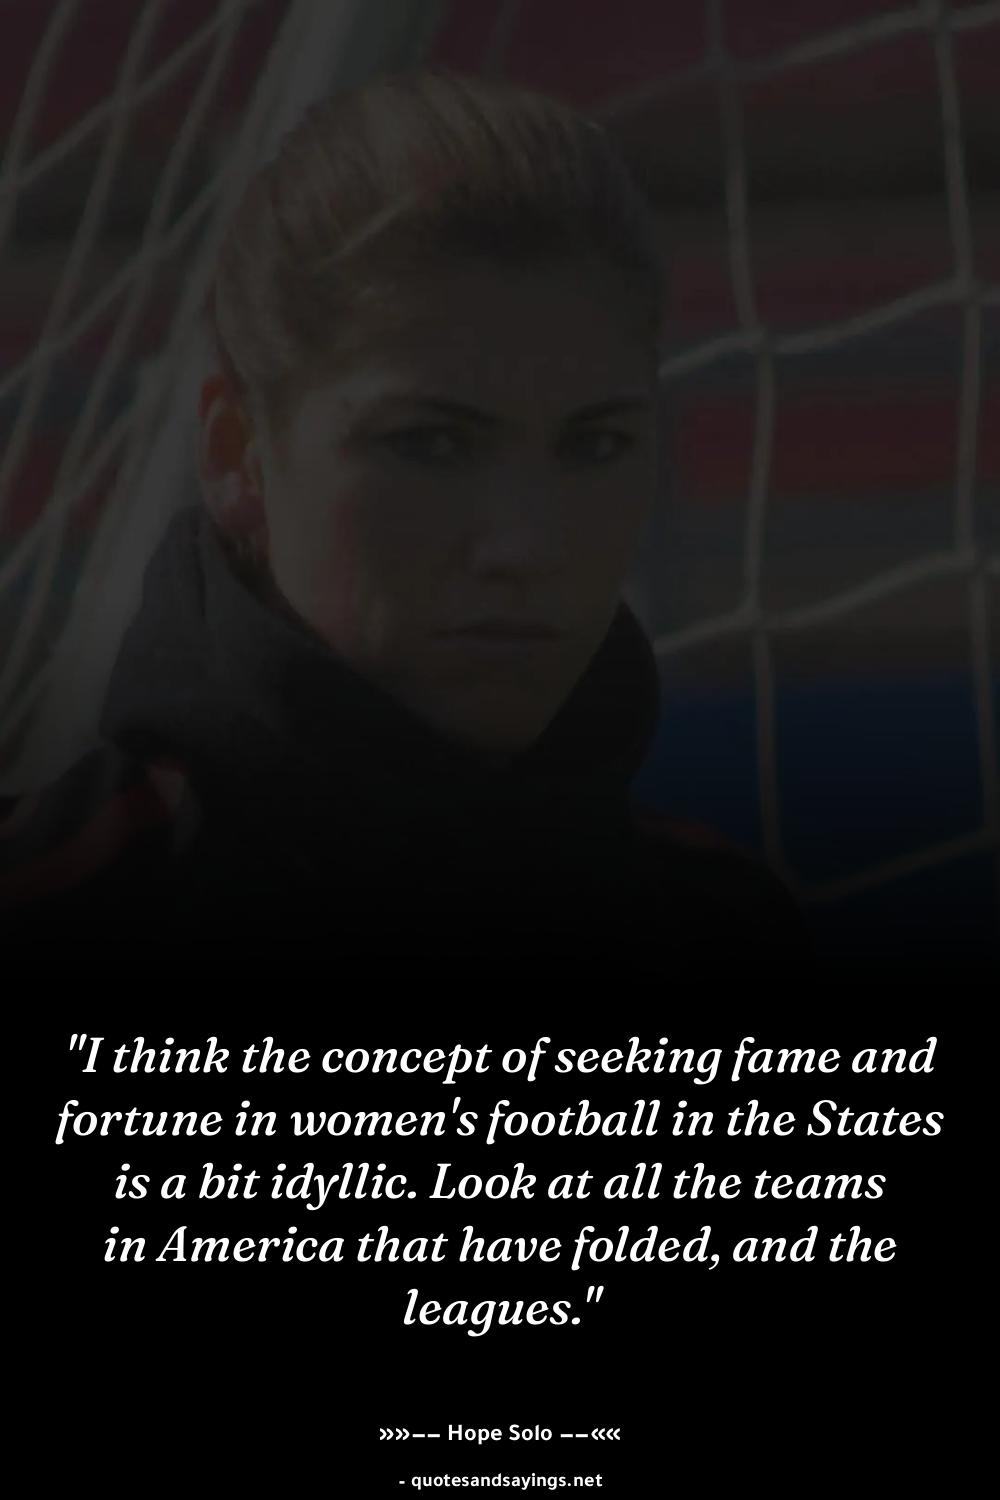 "I think the concept of seeking fame and
fortune in women's football in the States
is a bit idyllic. Look at all the teams
in America that have folded, and the
leagues."
»»–– Hope Solo ––««
- quotesandsayings.net